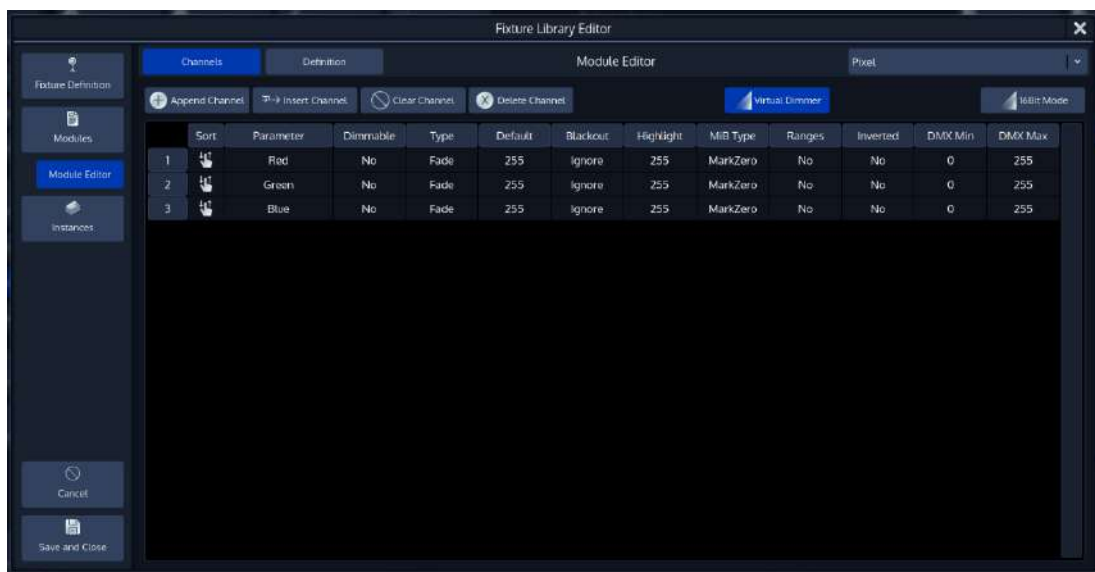 Fixture Library Editor
Fixture Definition
Modules
Module Editor
Instances
Cancel
Save and Close
Channels Definition Module Editor Pixel
Append Channel Insert Channel Clear Channel Delete Channel Virtual Dimmer 16Bit Mode
Sort Parameter Dimmable Type Default Blackout Highlight MiB Type Ranges Inverted DMX Min DMX Max
1 Red No Fade 255 Ignore 255 MarkZero No No 0 255
2 Green No Fade 255 Ignore 255 MarkZero No No 0 255
3 Blue No Fade 255 Ignore 255 MarkZero No No 0 255